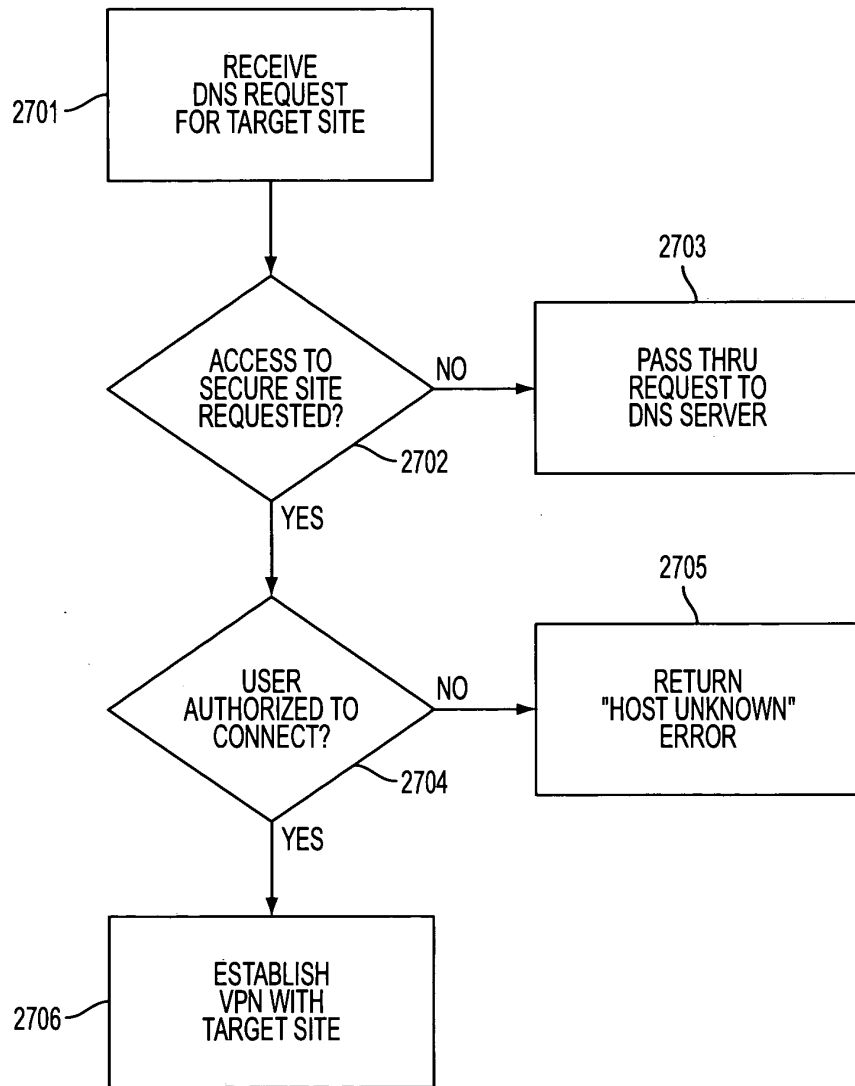 RECEIVE
DNS REQUEST
FOR TARGET SITE
2701
2703
ACCESS TO
SECURE SITE
REQUESTED?
NO
PASS THRU
REQUEST TO
DNS SERVER
2702
YES
2705
USER
AUTHORIZED TO
CONNECT?
NO
RETURN
"HOST UNKNOWN"
ERROR
2704
YES
ESTABLISH
VPN WITH
TARGET SITE
2706